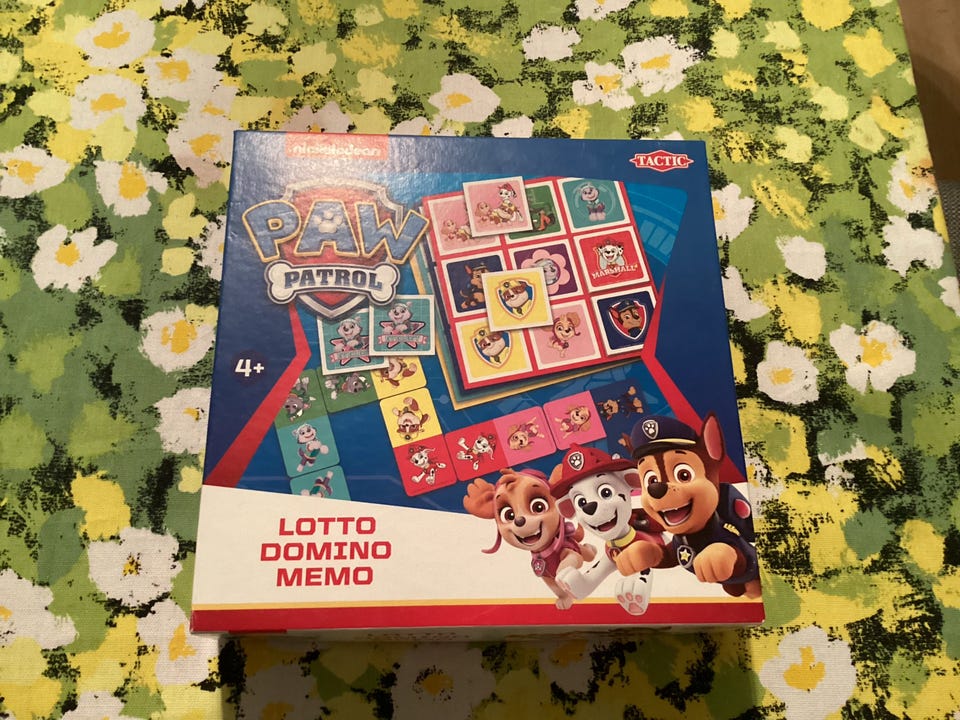 nickelodeon
TACTIC
PAW
PATROL
MARSHALL
4+
LOTTO
DOMINO
MEMO